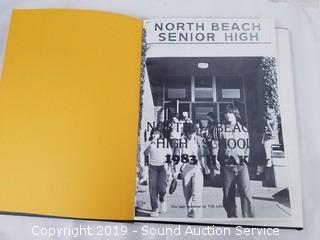 NORTH BEACH
SENIOR HIGH
NORTH BEACH
HIGH SCHOOL
1983
Copyright 2019 - Sound Auction Service